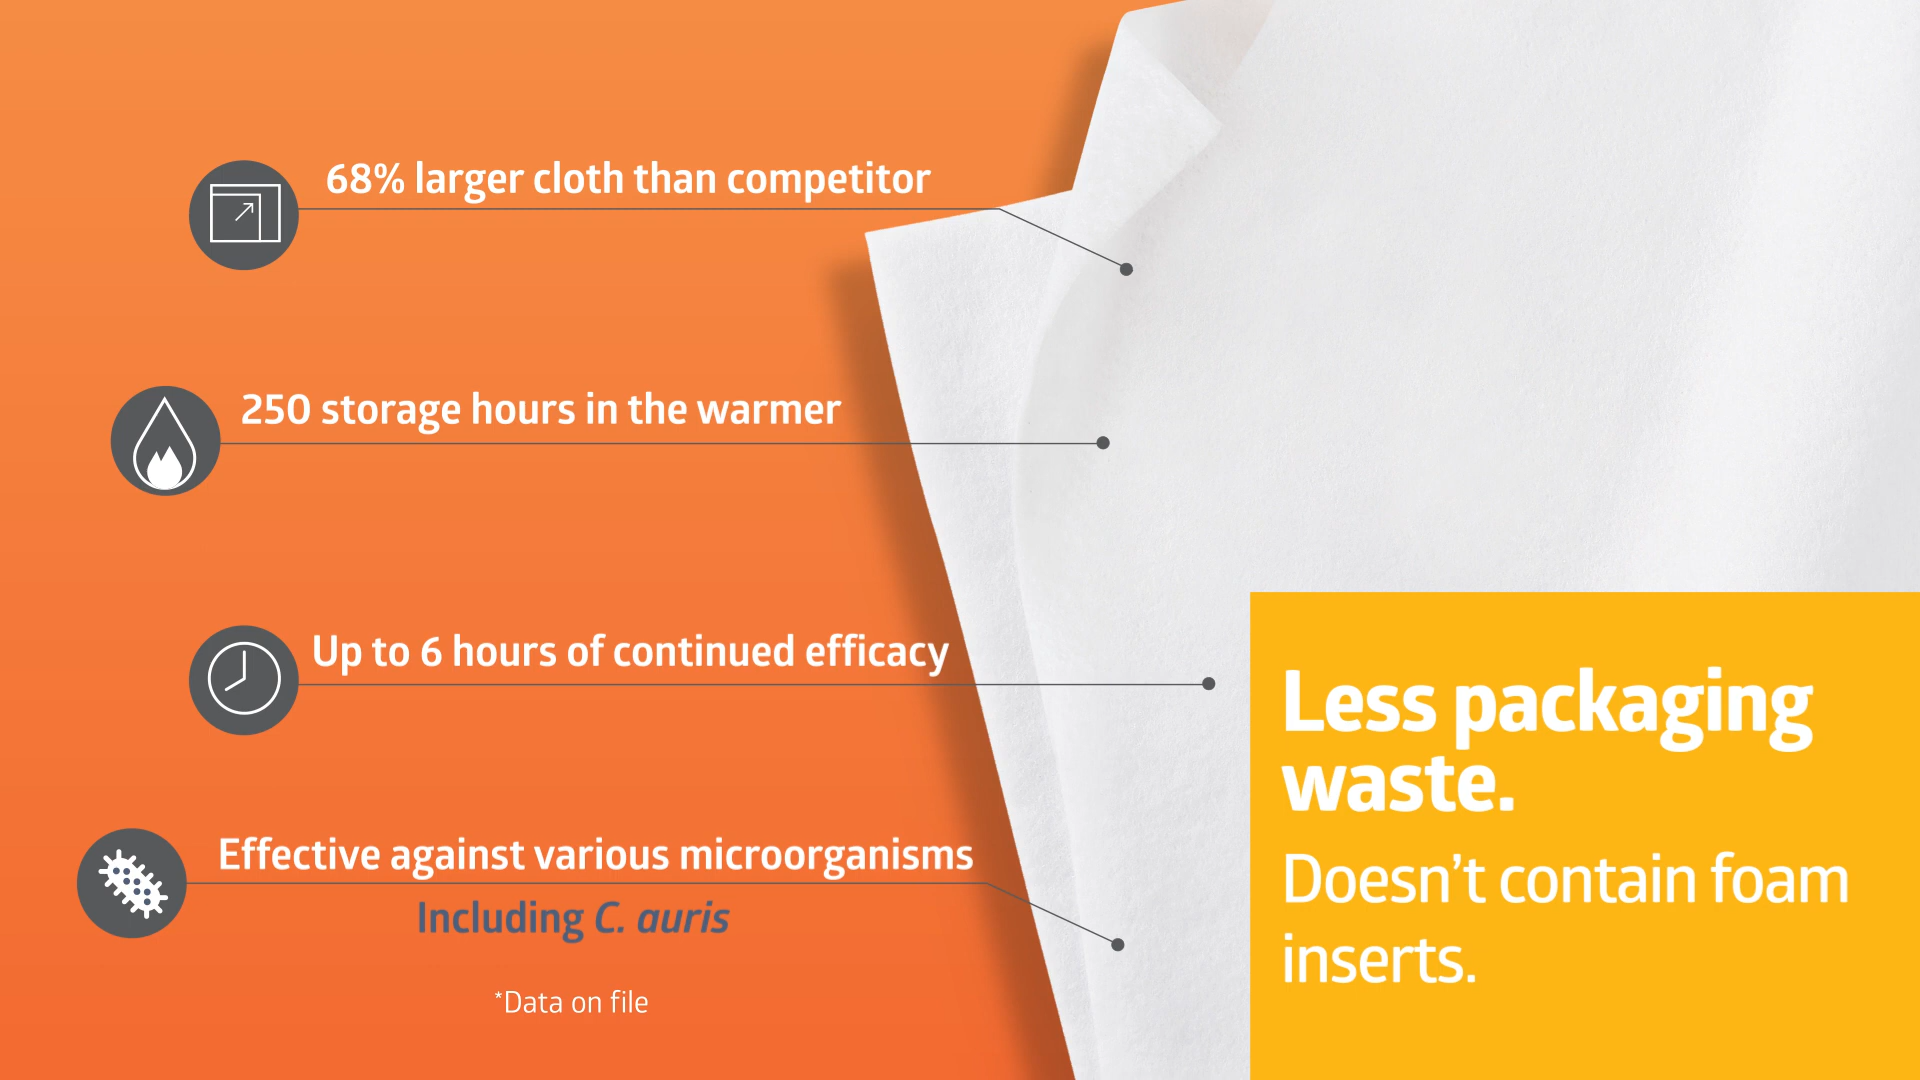 68% larger cloth than competitor
250 storage hours in the warmer
Up to 6 hours of continued efficacy
Effective against various microorganisms
Including C. auris
*Data on file
Less packaging
waste.
Doesn’t contain foam
inserts.